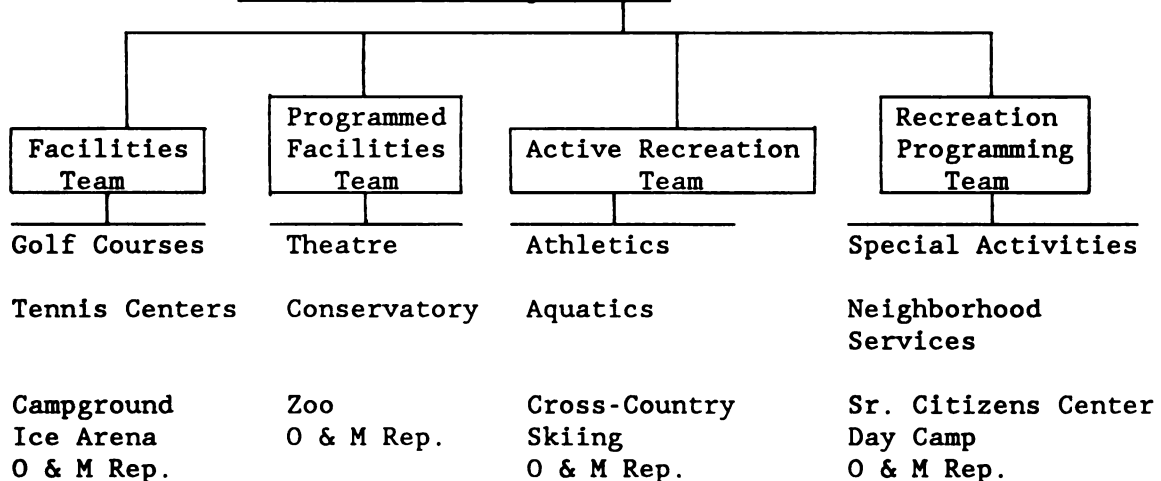 Facilities
Team
Programmed
Facilities
Team
Active Recreation
Team
Recreation
Programming
Team
Golf Courses
Tennis Centers
Campground
Ice Arena
O & M Rep.
Theatre
Conservatory
Zoo
O & M Rep.
Athletics
Aquatics
Cross-Country
Skiing
O & M Rep.
Special Activities
Neighborhood
Services
Sr. Citizens Center
Day Camp
O & M Rep.